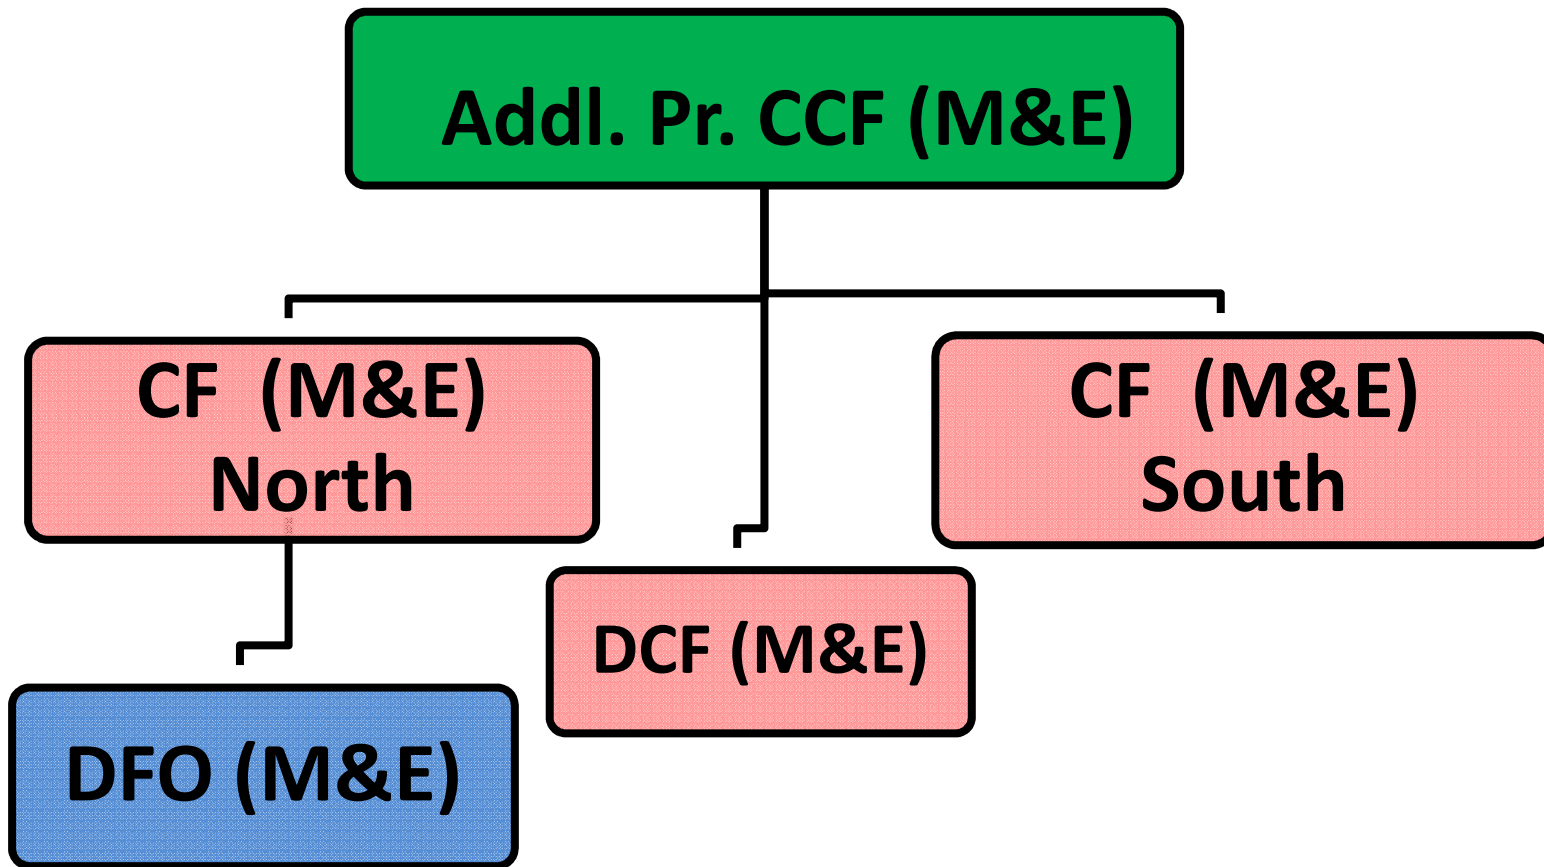 Addl. Pr. CCF (M&E)
CF (M&E)
North
CF (M&E)
South
DCF (M&E)
DFO (M&E)